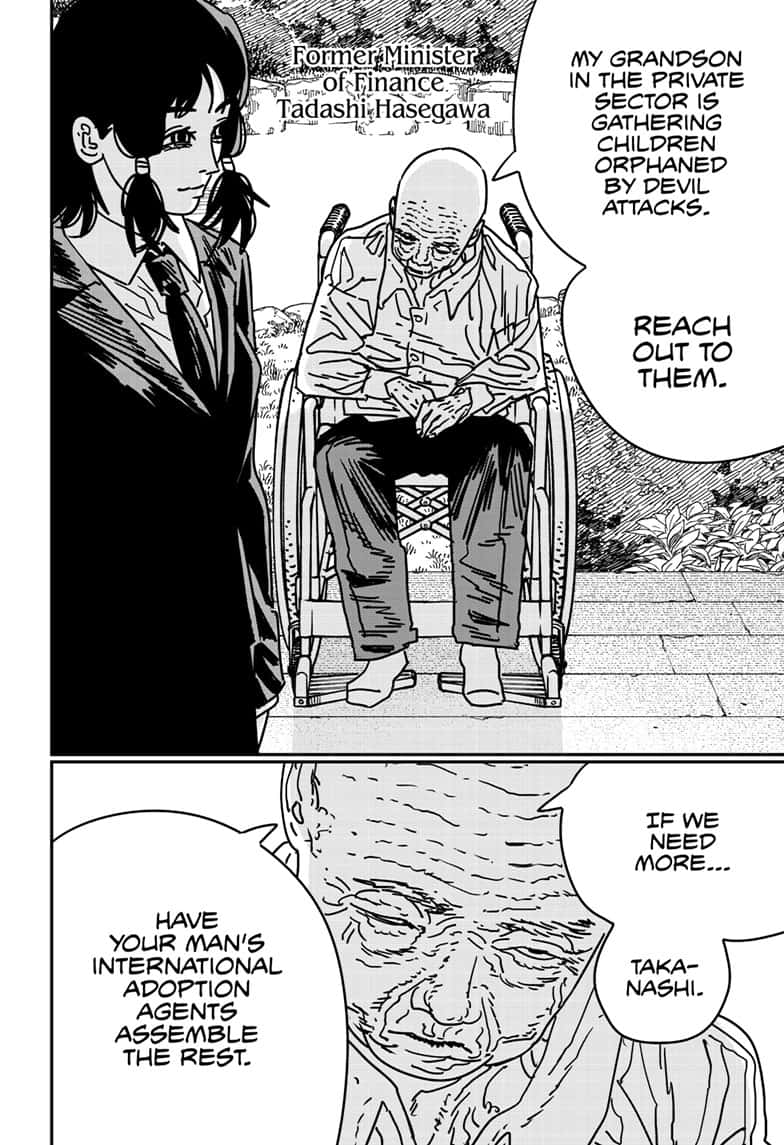 Former Minister
of Finance
Tadashi Hasegawa
MY GRANDSON
IN THE PRIVATE
SECTOR IS
GATHERING
CHILDREN
ORPHANED
BY DEVIL
ATTACKS.
REACH
OUT TO
THEM.
IF WE
NEED
MORE...
TAKA-
NASHI.
HAVE
YOUR MAN'S
INTERNATIONAL
ADOPTION
AGENTS
ASSEMBLE
THE REST.